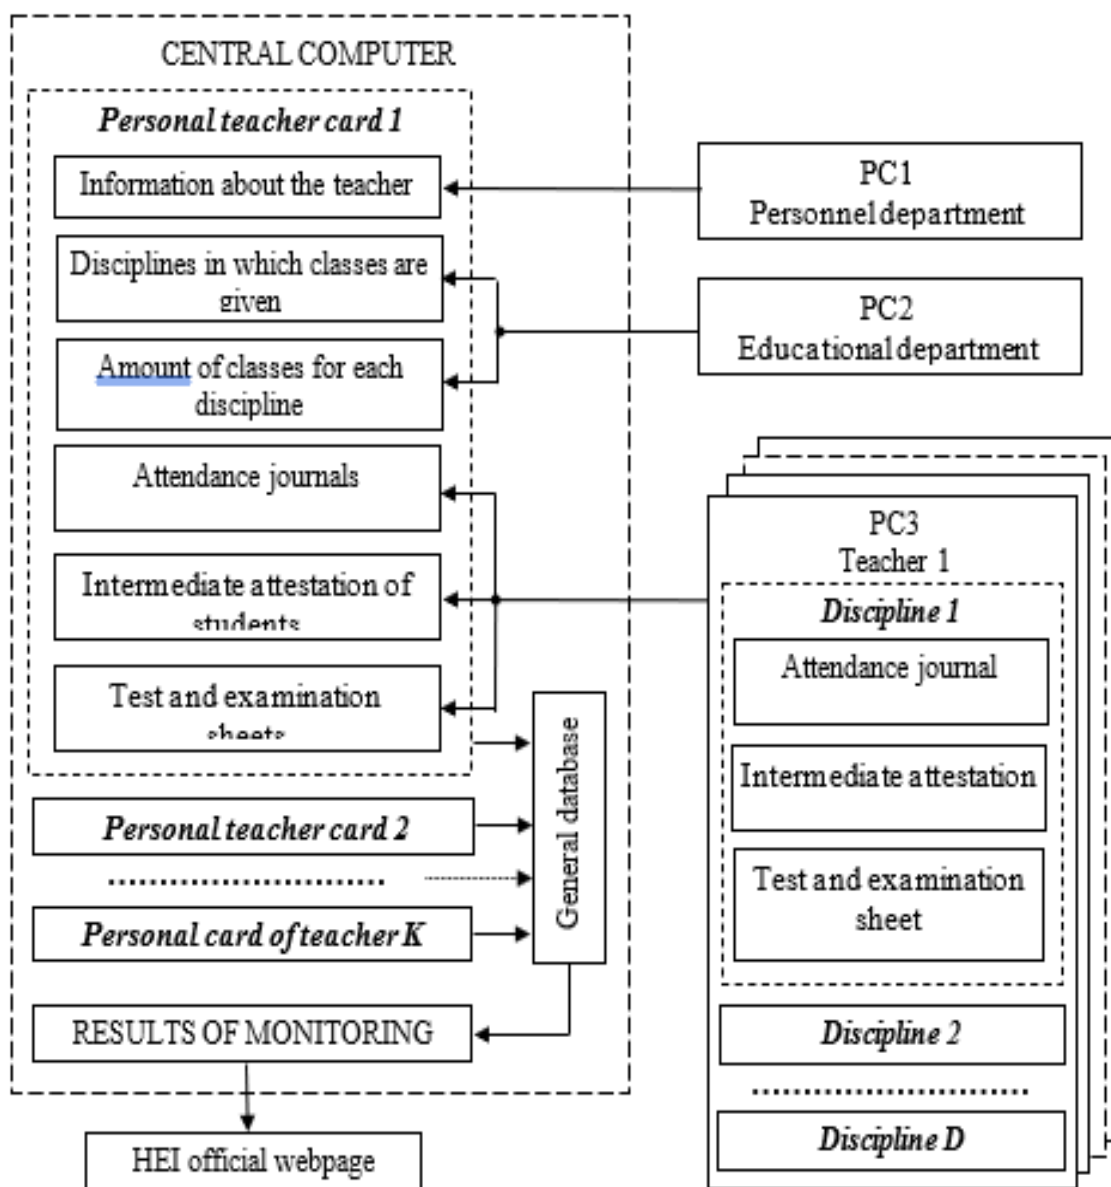 CENTRAL COMPUTER
Personal teacher card 1
Information about the teacher
Disciplines in which classes are
given
Amount of classes for each
discipline
Attendance journals
Intermediate attestation of
students
Test and examination
sheets
Personal teacher card 2
Personal card of teacher K
General database
RESULTS OF MONITORING
HEI official webpage
PC1
Personnel department
PC2
Educational department
PC3
Teacher 1
Discipline 1
Attendance journal
Intermediate attestation
Test and examination
sheet
Discipline 2
Discipline D